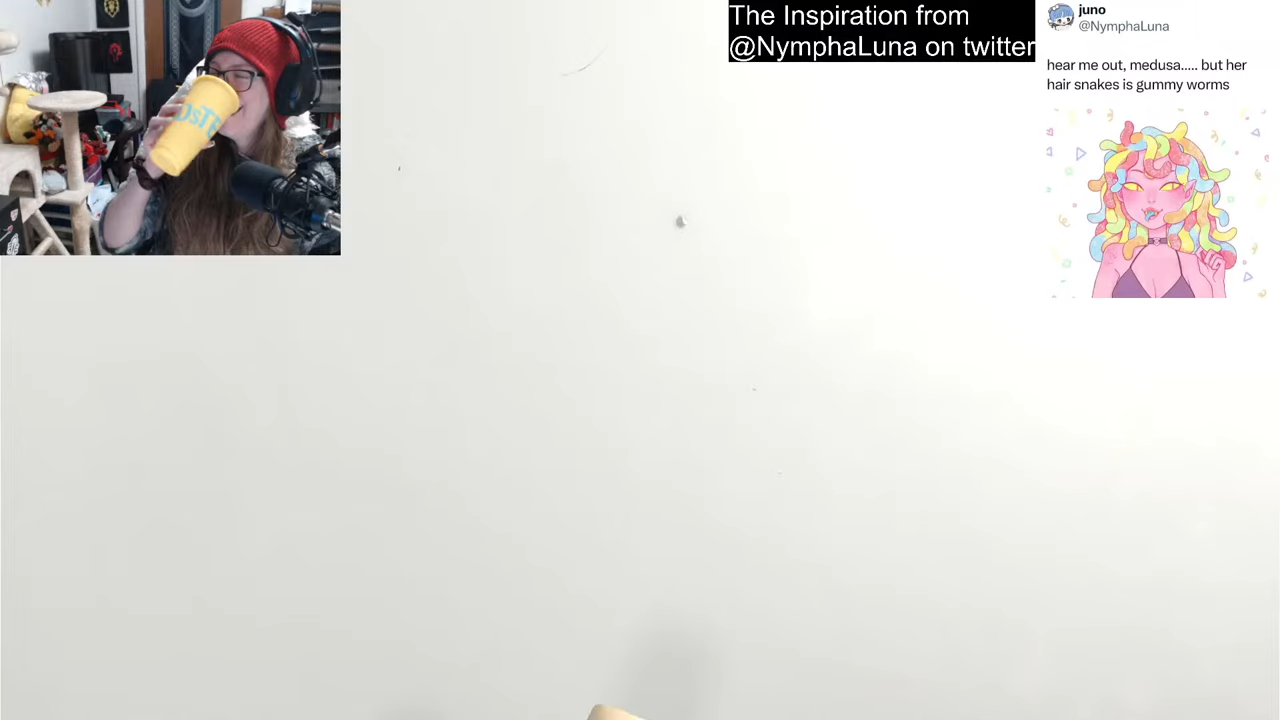 The Inspiration from
@NymphaLuna on twitter
juno
@NymphaLuna
hear me out, medusa..... but her
hair snakes is gummy worms